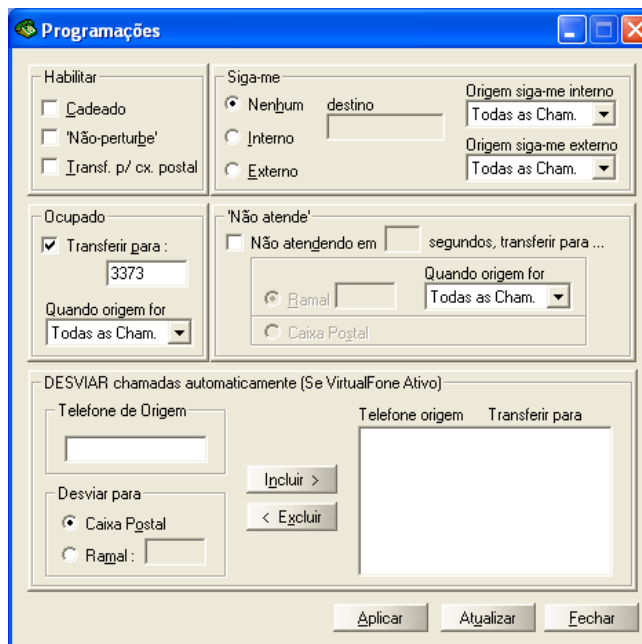 Programações
Habilitar
Cadeado
'Não-perturbe'
Transf. p/ cx. postal
Siga-me
Nenhum
Interno
Externo
destino
Origem siga-me interno
Todas as Cham.
Origem siga-me externo
Todas as Cham.
Ocupado
Transferir para :
3373
Quando origem for
Todas as Cham.
'Não atende'
Não atendendo em segundos, transferir para ...
Ramal
Quando origem for
Todas as Cham.
Caixa Postal
DESVIAR chamadas automaticamente (Se VirtualFone Ativo)
Telefone de Origem
Desviar para
Caixa Postal
Ramal :
Incluir >
< Excluir
Telefone origem Transferir para
Aplicar Atualizar Fechar